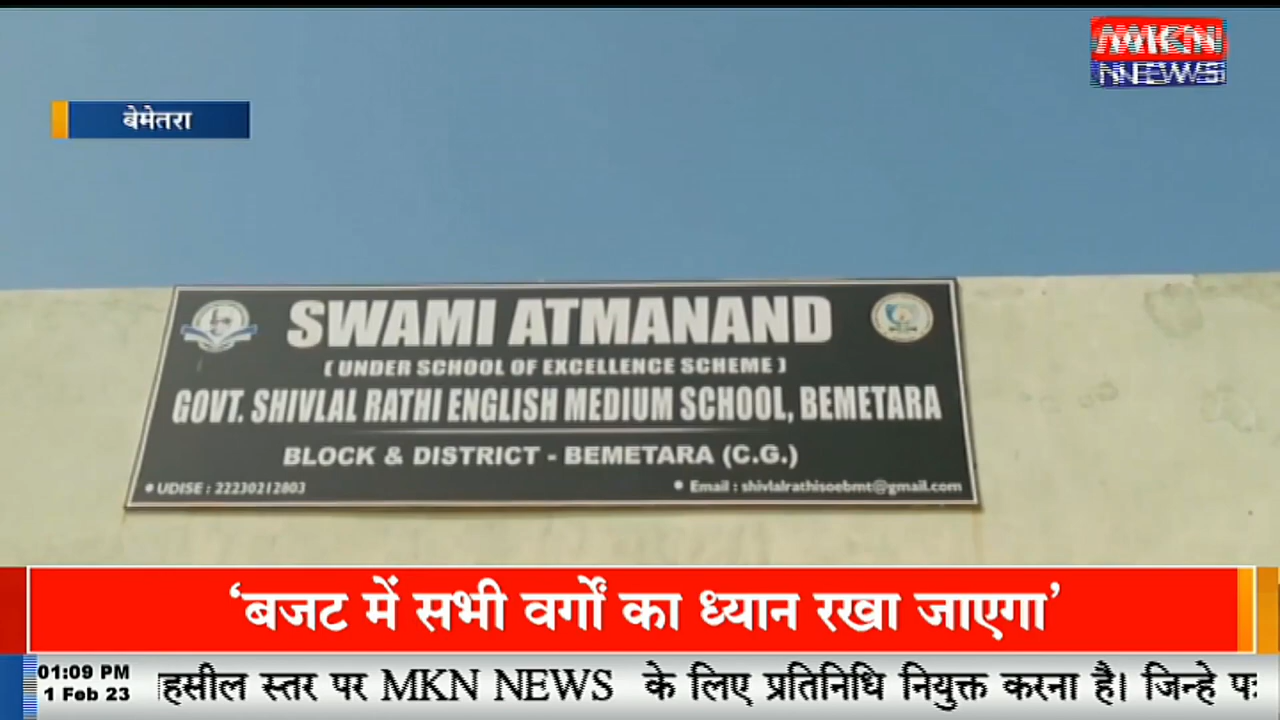 MKN
NEWS
बेमेतरा
SWAMI ATMANAND
( UNDER SCHOOL OF EXCELLENCE SCHEME )
GOVT. SHIVLAL RATHI ENGLISH MEDIUM SCHOOL, BEMETARA
BLOCK & DISTRICT - BEMETARA (C.G.)
• UDISE : 22230212803
• Email : shivlalrathisoebmt@gmail.com
‘बजट में सभी वर्गों का ध्यान रखा जाएगा’
01:09 PM
1 Feb 23
हसील स्तर पर MKN NEWS के लिए प्रतिनिधि नियुक्त करना है। जिन्हे